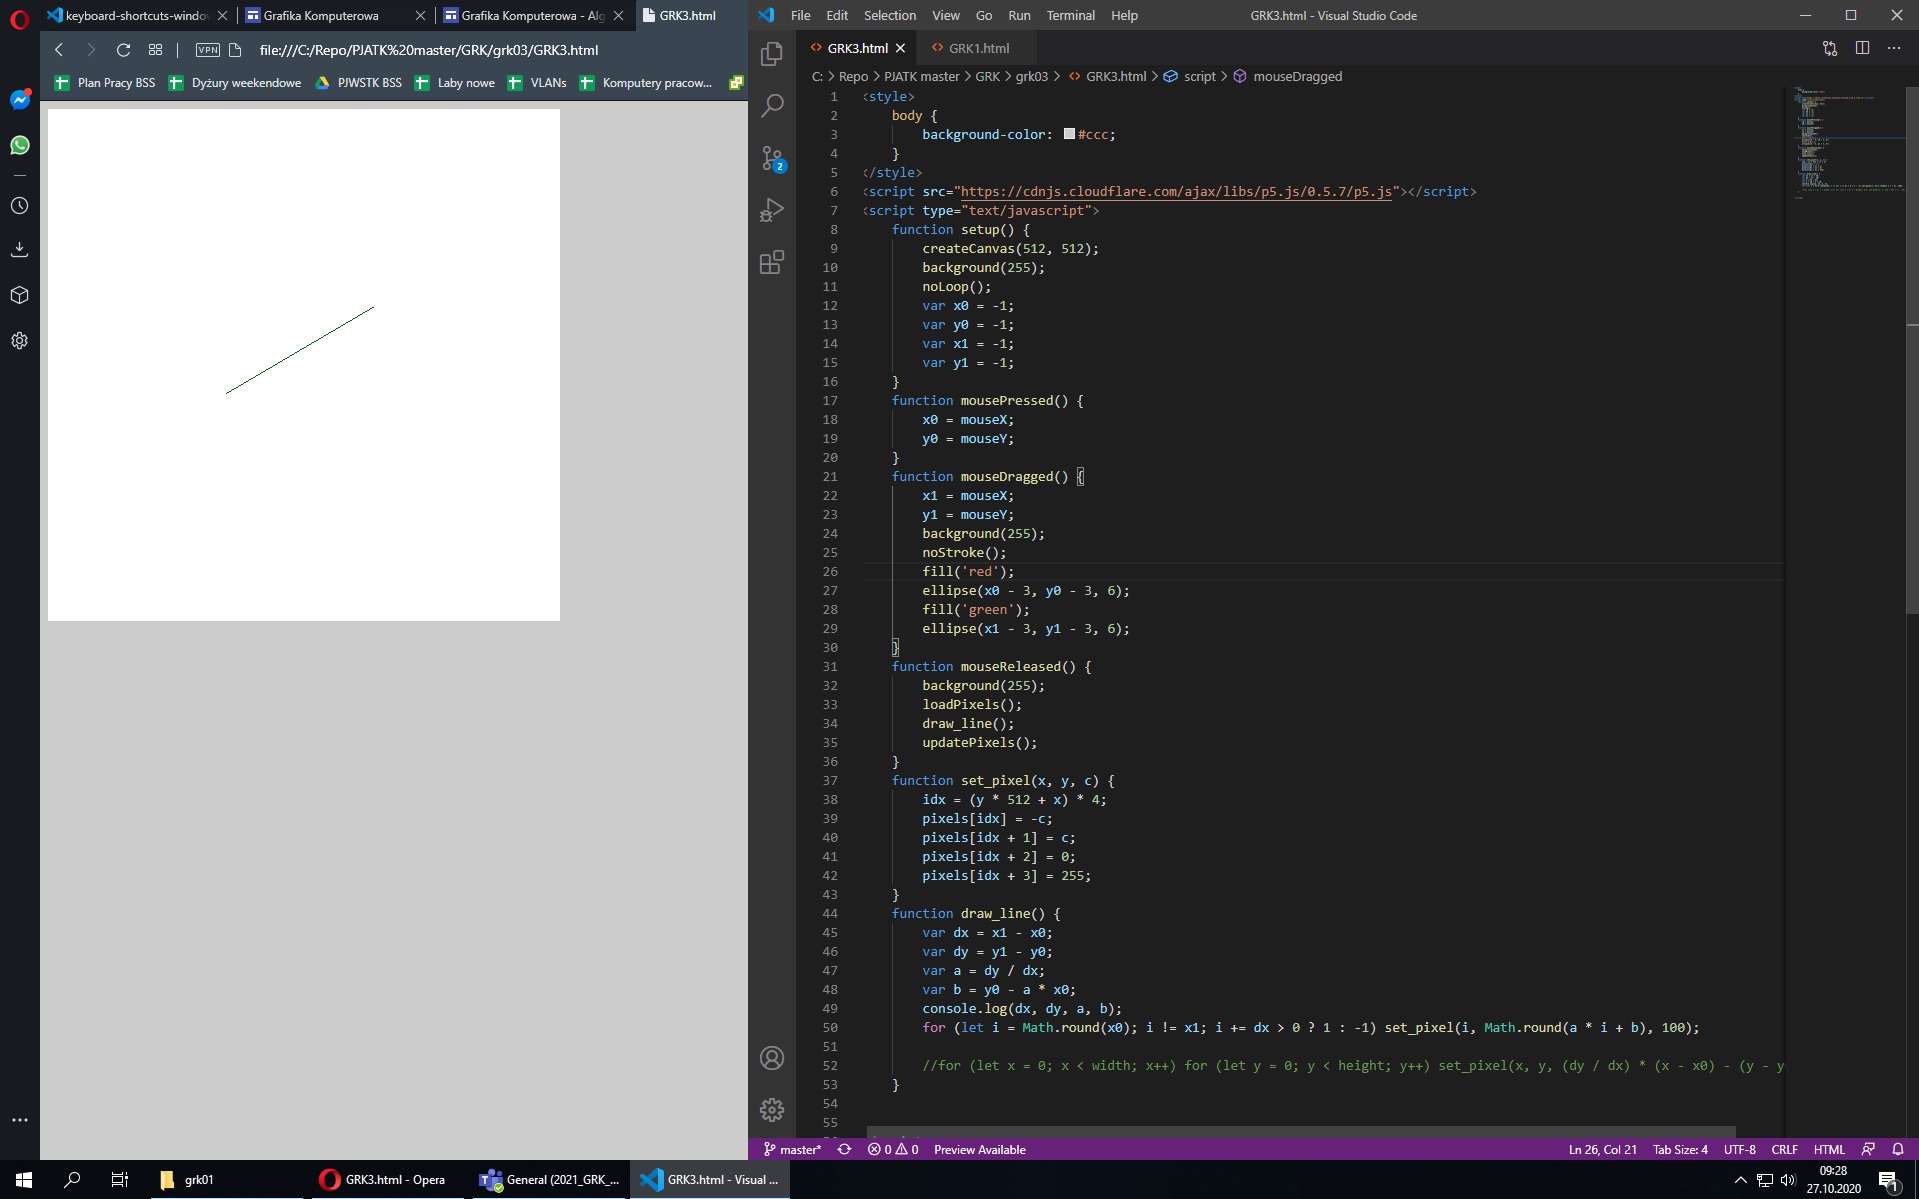 keyboard-shortcuts-windo
Grafika Komputerowa
Grafika Komputerowa - Alg
GRK3.html
VPN
file:///C:/Repo/PJATK%20master/GRK/grk03/GRK3.html
Plan Pracy BSS
Dyżury weekendowe
PJWSTK BSS
Laby nowe
VLANs
Komputery pracow...
File Edit Selection View Go Run Terminal Help
GRK3.html - Visual Studio Code
GRK3.html
GRK1.html
C: > Repo > PJATK master > GRK > grk03 > GRK3.html > script > mouseDragged
2
1 <style>
2 body {
3 background-color: #ccc;
4 }
5 </style>
6 <script src="https://cdnjs.cloudflare.com/ajax/libs/p5.js/0.5.7/p5.js"></script>
7 <script type="text/javascript">
8 function setup() {
9 createCanvas(512, 512);
10 background(255);
11 noLoop();
12 var x0 = -1;
13 var y0 = -1;
14 var x1 = -1;
15 var y1 = -1;
16 }
17 function mousePressed() {
18 x0 = mouseX;
19 y0 = mouseY;
20 }
21 function mouseDragged() {
22 x1 = mouseX;
23 y1 = mouseY;
24 background(255);
25 noStroke();
26 fill('red');
27 ellipse(x0 - 3, y0 - 3, 6);
28 fill('green');
29 ellipse(x1 - 3, y1 - 3, 6);
30 }
31 function mouseReleased() {
32 background(255);
33 loadPixels();
34 draw_line();
35 updatePixels();
36 }
37 function set_pixel(x, y, c) {
38 idx = (y * 512 + x) * 4;
39 pixels[idx] = -c;
40 pixels[idx + 1] = c;
41 pixels[idx + 2] = 0;
42 pixels[idx + 3] = 255;
43 }
44 function draw_line() {
45 var dx = x1 - x0;
46 var dy = y1 - y0;
47 var a = dy / dx;
48 var b = y0 - a * x0;
49 console.log(dx, dy, a, b);
50 for (let i = Math.round(x0); i != x1; i += dx > 0 ? 1 : -1) set_pixel(i, Math.round(a * i + b), 100);
51
52 //for (let x = 0; x < width; x++) for (let y = 0; y < height; y++) set_pixel(x, y, (dy / dx) * (x - x0) - (y - y
53 }
54
55
master*
0
0
Preview Available
Ln 26, Col 21
Tab Size: 4
UTF-8
CRLF
HTML
grk01
GRK3.html - Opera
General (2021_GRK_...
GRK3.html - Visual ...
09:28
27.10.2020
1